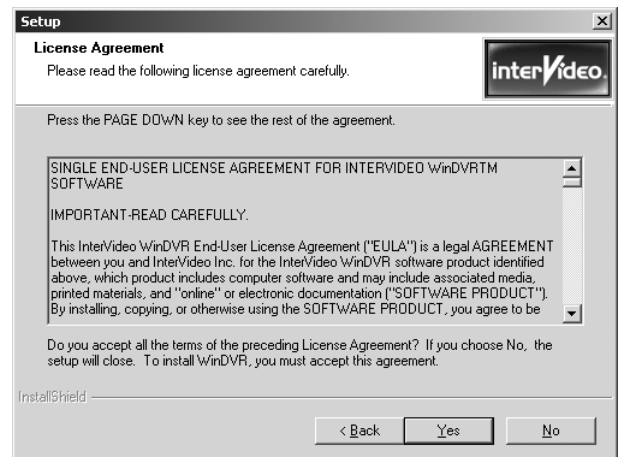 Setup
License Agreement
Please read the following license agreement carefully.
interVideo.
Press the PAGE DOWN key to see the rest of the agreement.
SINGLE END-USER LICENSE AGREEMENT FOR INTERVIDEO WinDVRTM
SOFTWARE
IMPORTANT-READ CAREFULLY.
This InterVideo WinDVR End-User License Agreement ("EULA") is a legal AGREEMENT
between you and InterVideo Inc. for the InterVideo WinDVR software product identified
above, which product includes computer software and may include associated media,
printed materials, and "online" or electronic documentation ("SOFTWARE PRODUCT").
By installing, copying, or otherwise using the SOFTWARE PRODUCT, you agree to be
Do you accept all the terms of the preceding License Agreement? If you choose No, the
setup will close. To install WinDVR, you must accept this agreement.
InstallShield
< Back Yes No